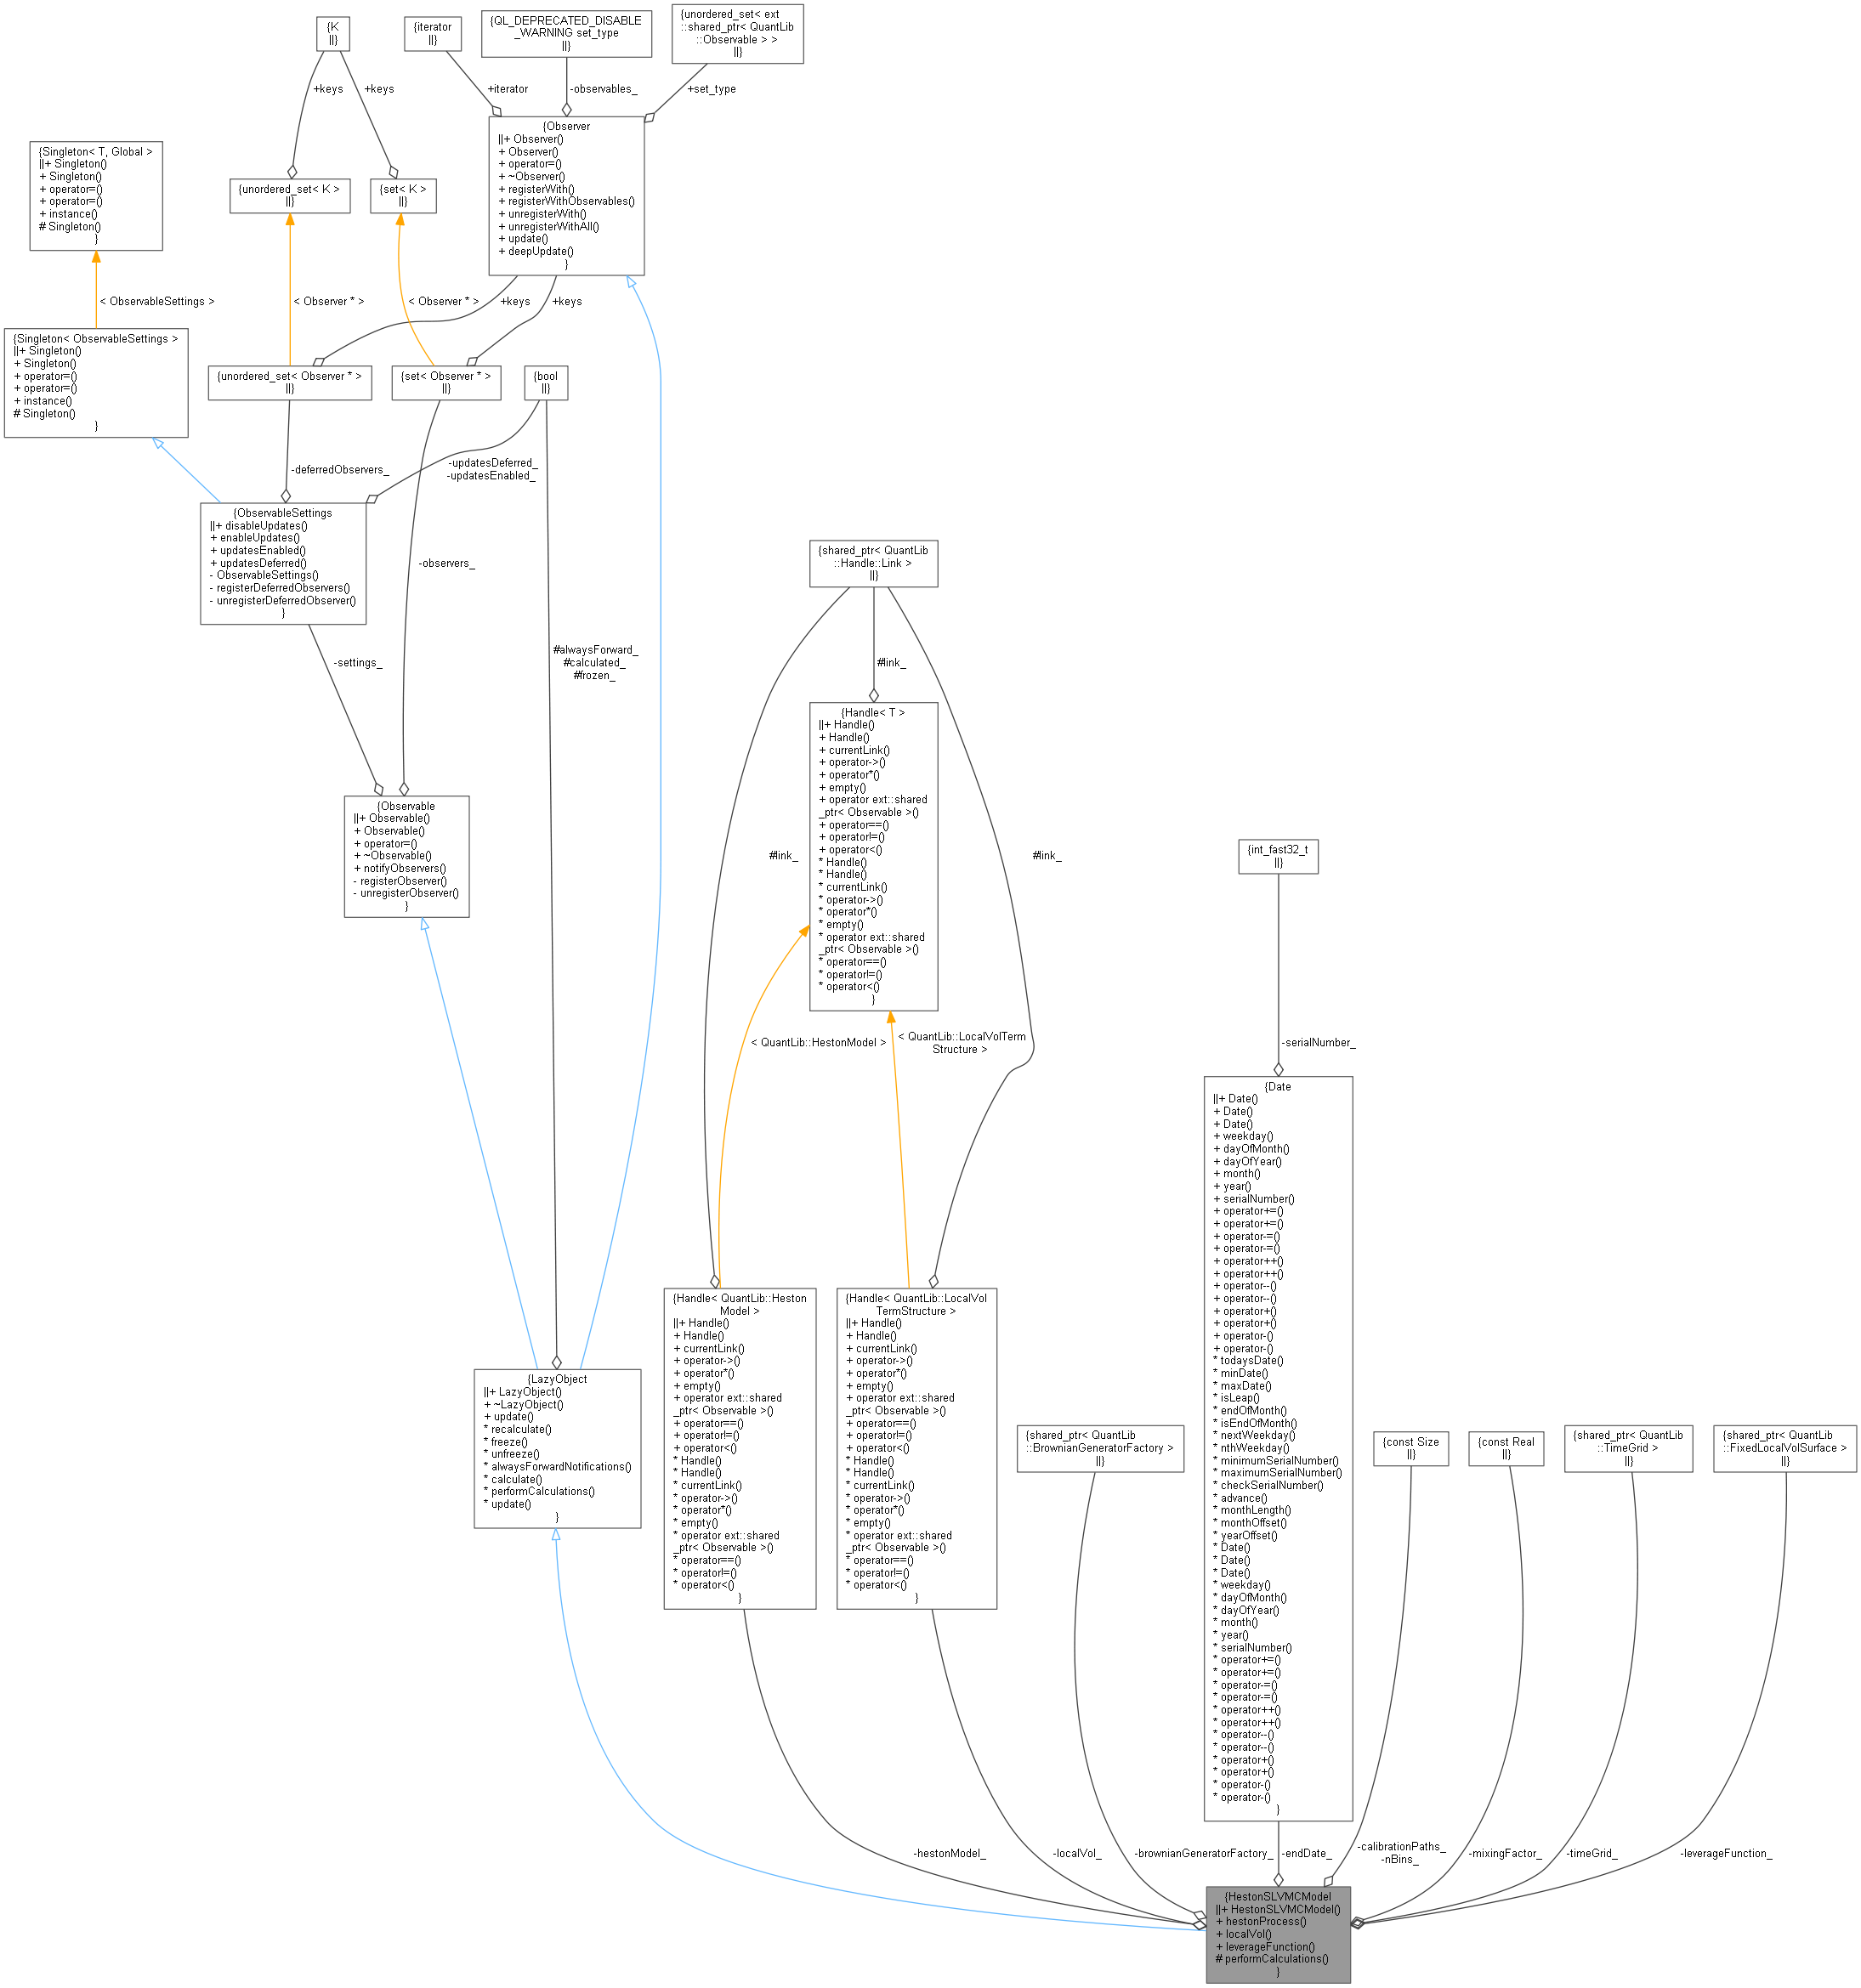 {K
||}
{iterator
||}
{QL_DEPRECATED_DISABLE
_WARNING set_type
||}
{unordered_set< ext
::shared_ptr< QuantLib
::Observable > >
||}
+keys
+keys
+iterator
-observables_
+set_type
{Observer
||+ Observer()
+ Observer()
+ operator=()
+ ~Observer()
+ registerWith()
+ registerWithObservables()
+ unregisterWith()
+ unregisterWithAll()
+ update()
+ deepUpdate()
}
{Singleton< T, Global >
||+ Singleton()
+ Singleton()
+ operator=()
+ operator=()
+ instance()
# Singleton()
}
{unordered_set< K >
||}
{set< K >
||}
< ObservableSettings >
< Observer * >
< Observer * >
+keys
+keys
{Singleton< ObservableSettings >
||+ Singleton()
+ Singleton()
+ operator=()
+ operator=()
+ instance()
# Singleton()
}
{unordered_set< Observer * >
||}
{set< Observer * >
||}
{bool
||}
-deferredObservers_
-updatesDeferred_
-updatesEnabled_
{ObservableSettings
||+ disableUpdates()
+ enableUpdates()
+ updatesEnabled()
+ updatesDeferred()
- ObservableSettings()
- registerDeferredObservers()
- unregisterDeferredObserver()
}
-observers_
{shared_ptr< QuantLib
::Handle::Link >
||}
-settings_
#alwaysForward_
#calculated_
#frozen_
#link_
{Handle< T >
||+ Handle()
+ Handle()
+ currentLink()
+ operator->()
+ operator*()
+ empty()
+ operator ext::shared
_ptr< Observable >()
+ operator==()
+ operator!=()
+ operator<()
* Handle()
* Handle()
* currentLink()
* operator->()
* operator*()
* empty()
* operator ext::shared
_ptr< Observable >()
* operator==()
* operator!=()
* operator<()
}
{Observable
||+ Observable()
+ Observable()
+ operator=()
+ ~Observable()
+ notifyObservers()
- registerObserver()
- unregisterObserver()
}
#link_
#link_
{int_fast32_t
||}
< QuantLib::HestonModel >
< QuantLib::LocalVolTerm
Structure >
-serialNumber_
{Date
||+ Date()
+ Date()
+ Date()
+ weekday()
+ dayOfMonth()
+ dayOfYear()
+ month()
+ year()
+ serialNumber()
+ operator+=()
+ operator+=()
+ operator-=()
+ operator-=()
+ operator++()
+ operator++()
+ operator--()
+ operator--()
+ operator+()
+ operator+()
+ operator-()
+ operator-()
* todaysDate()
* minDate()
* maxDate()
* isLeap()
* endOfMonth()
* isEndOfMonth()
* nextWeekday()
* nthWeekday()
* minimumSerialNumber()
* maximumSerialNumber()
* checkSerialNumber()
* advance()
* monthLength()
* monthOffset()
* yearOffset()
* Date()
* Date()
* Date()
* weekday()
* dayOfMonth()
* dayOfYear()
* month()
* year()
* serialNumber()
* operator+=()
* operator+=()
* operator-=()
* operator-=()
* operator++()
* operator++()
* operator--()
* operator--()
* operator+()
* operator+()
* operator-()
* operator-()
}
{LazyObject
||+ LazyObject()
+ ~LazyObject()
+ update()
* recalculate()
* freeze()
* unfreeze()
* alwaysForwardNotifications()
* calculate()
* performCalculations()
* update()
}
{Handle< QuantLib::Heston
Model >
||+ Handle()
+ Handle()
+ currentLink()
+ operator->()
+ operator*()
+ empty()
+ operator ext::shared
_ptr< Observable >()
+ operator==()
+ operator!=()
+ operator<()
* Handle()
* Handle()
* currentLink()
* operator->()
* operator*()
* empty()
* operator ext::shared
_ptr< Observable >()
* operator==()
* operator!=()
* operator<()
}
{Handle< QuantLib::LocalVol
TermStructure >
||+ Handle()
+ Handle()
+ currentLink()
+ operator->()
+ operator*()
+ empty()
+ operator ext::shared
_ptr< Observable >()
+ operator==()
+ operator!=()
+ operator<()
* Handle()
* Handle()
* currentLink()
* operator->()
* operator*()
* empty()
* operator ext::shared
_ptr< Observable >()
* operator==()
* operator!=()
* operator<()
}
{shared_ptr< QuantLib
::BrownianGeneratorFactory >
||}
{const Size
||}
{const Real
||}
{shared_ptr< QuantLib
::TimeGrid >
||}
{shared_ptr< QuantLib
::FixedLocalVolSurface >
||}
-hestonModel_
-localVol_
-brownianGeneratorFactory_
-endDate_
-calibrationPaths_
-nBins_
-mixingFactor_
-timeGrid_
-leverageFunction_
{HestonSLVMCModel
||+ HestonSLVMCModel()
+ hestonProcess()
+ localVol()
+ leverageFunction()
# performCalculations()
}